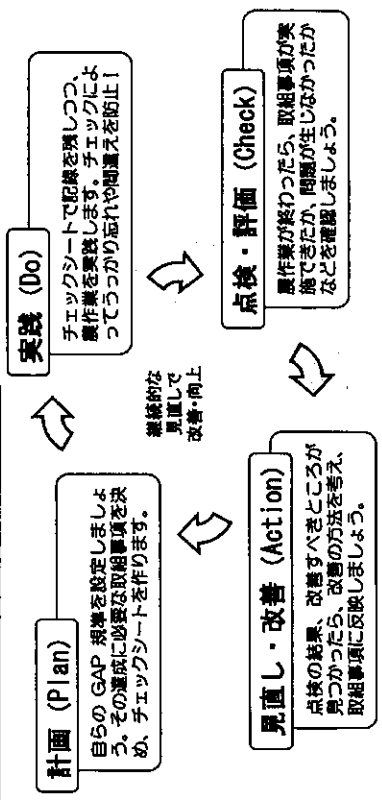 計画 (Plan)
自らの GAP 規準を設定しましょ
う。その達成に必要な取組事項を決
め、チェックシートを作ります。
実践 (Do)
チェックシートで記録を残しつつ、
農作業を実践します。チェックによ
ってうっかり忘れや間違えを防止！
継続的な
見直しで
改善・向上
点検・評価 (Check)
農作業が終わったら、取組事項が実
施できたか、問題が生じなかったか
などを確認しましょう。
見直し・改善 (Action)
点検の結果、改善すべきところが
見つかったら、改善の方法を考え、
取組事項に反映しましょう。